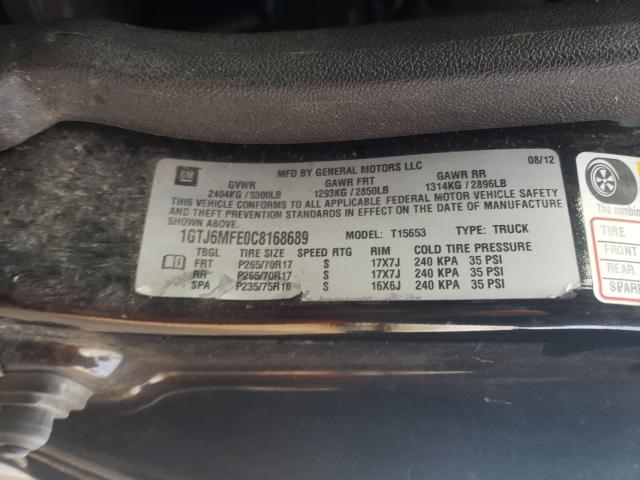 GM
MFD BY GENERAL MOTORS LLC 08/12
GVWR GAWR FRT GAWR RR
2404KG / 5300LB 1293KG / 2850LB 1314KG / 2896LB
THIS VEHICLE CONFORMS TO ALL APPLICABLE FEDERAL MOTOR VEHICLE SAFETY
AND THEFT PREVENTION STANDARDS IN EFFECT ON THE DATE OF MANUFACTURE
SHOWN ABOVE.
1GTJ6MFE0C8168689 MODEL: T15653 TYPE: TRUCK
TBGL TIRE SIZE SPEED RTG RIM COLD TIRE PRESSURE
FRT P265/70R17 S 17X7J 240 KPA 35 PSI
RR P265/70R17 S 17X7J 240 KPA 35 PSI
SPA P235/75R16 S 16X6J 240 KPA 35 PSI
The combin
TIRE
FRONT
REAR
SPARE